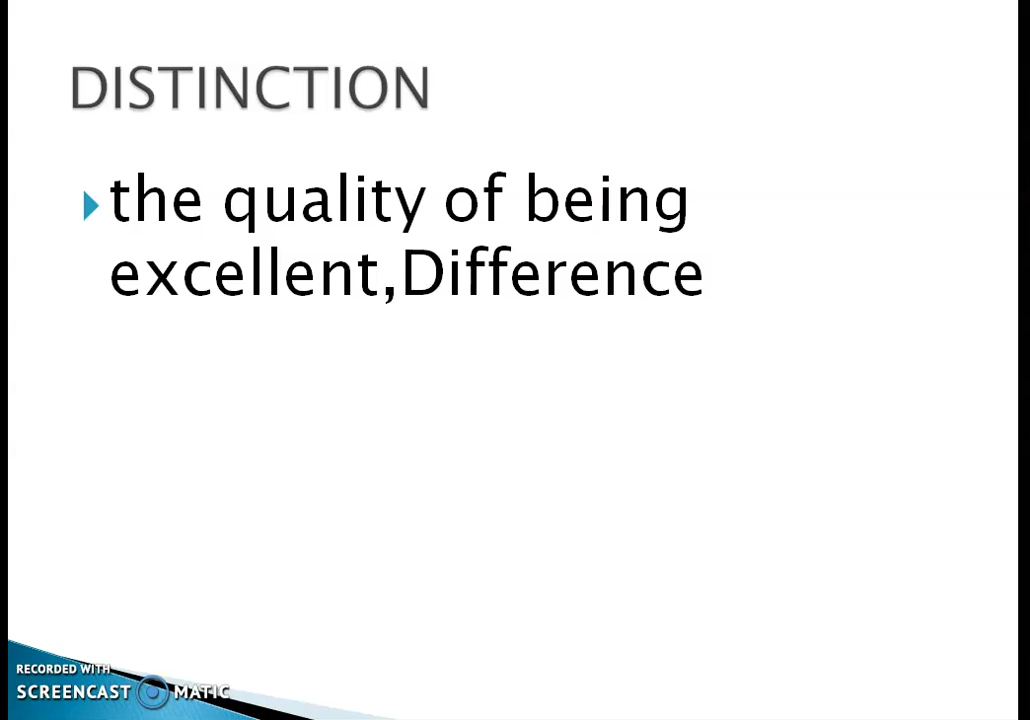 DISTINCTION
the quality of being
excellent,Difference
RECORDED WITH
SCREENCAST MATIC